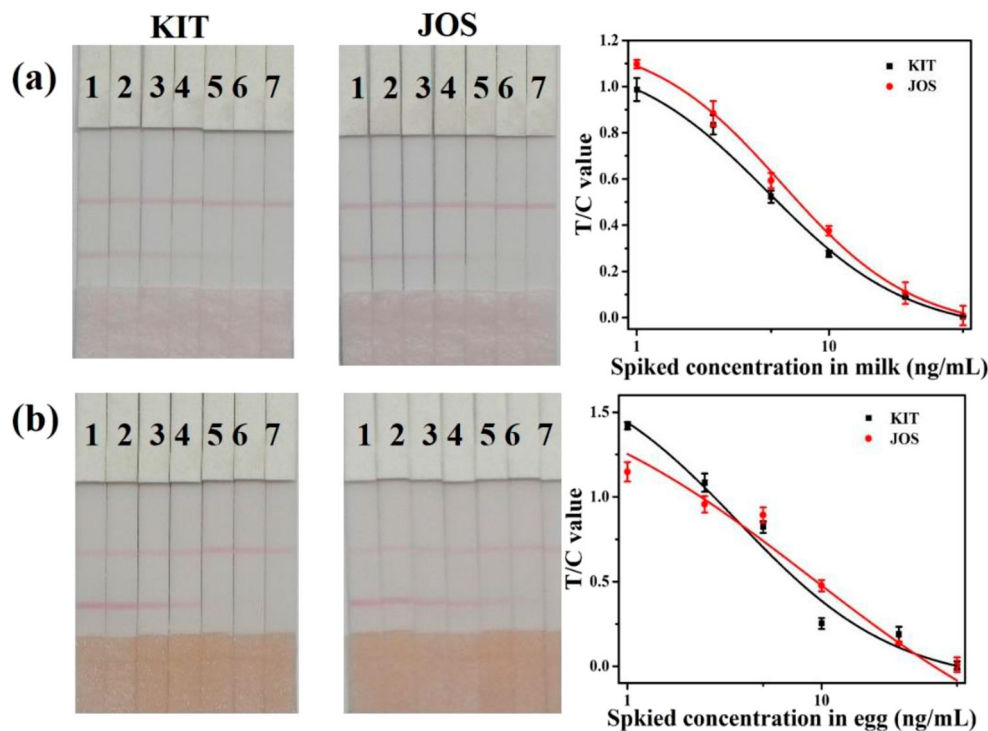 KIT JOS
(a)
1 2 3 4 5 6 7
1 2 3 4 5 6 7
1.2
1.0
0.8
0.6
0.4
0.2
0.0
T/C value
KIT
JOS
1 10
Spiked concentration in milk (ng/mL)
(b)
1 2 3 4 5 6 7
1 2 3 4 5 6 7
1.5
1.0
0.5
0.0
T/C value
KIT
JOS
1 10
Spkied concentration in egg (ng/mL)